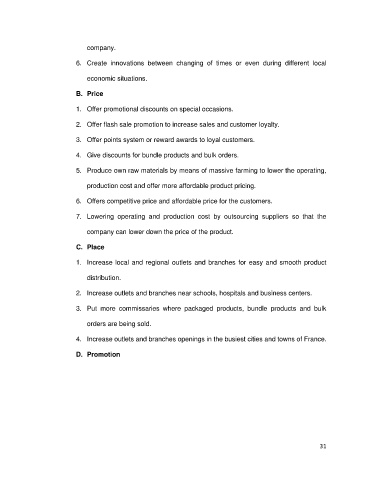 company.
6. Create innovations between changing of times or even during different local
economic situations.
B. Price
1. Offer promotional discounts on special occasions.
2. Offer flash sale promotion to increase sales and customer loyalty.
3. Offer points system or reward awards to loyal customers.
4. Give discounts for bundle products and bulk orders.
5. Produce own raw materials by means of massive farming to lower the operating,
production cost and offer more affordable product pricing.
6. Offers competitive price and affordable price for the customers.
7. Lowering operating and production cost by outsourcing suppliers so that the
company can lower down the price of the product.
C. Place
1. Increase local and regional outlets and branches for easy and smooth product
distribution.
2. Increase outlets and branches near schools, hospitals and business centers.
3. Put more commissaries where packaged products, bundle products and bulk
orders are being sold.
4. Increase outlets and branches openings in the busiest cities and towns of France.
D. Promotion
31